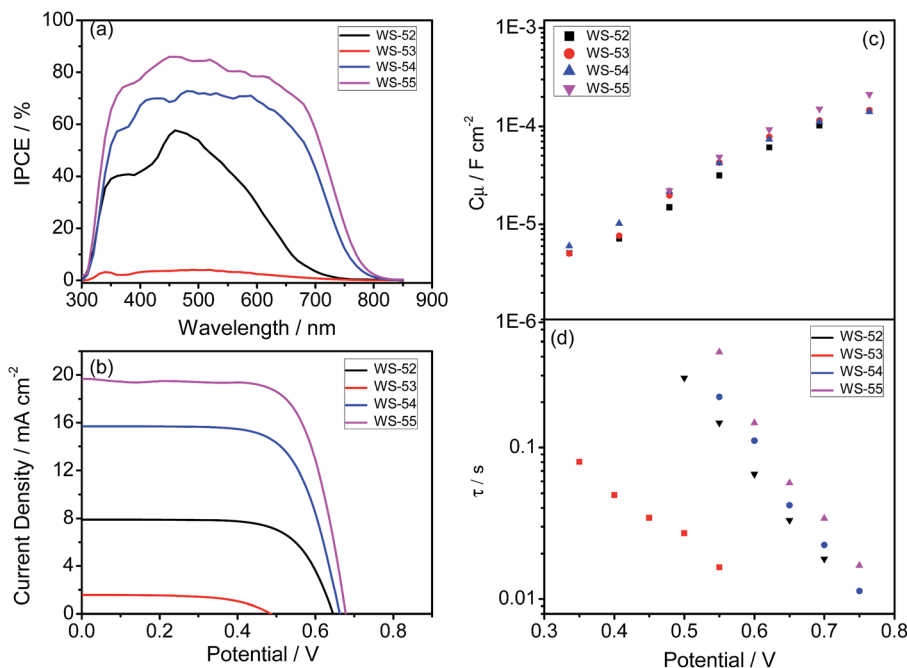 (a)
WS-52
WS-53
WS-54
WS-55
100
80
60
40
20
0
IPCE / %
300 400 500 600 700 800 900
Wavelength / nm
(b)
WS-52
WS-53
WS-54
WS-55
20
16
12
8
4
0
Current Density / mA cm⁻²
0.0 0.2 0.4 0.6 0.8
Potential / V
(c)
WS-52
WS-53
WS-54
WS-55
1E-3
1E-4
1E-5
1E-6
Cμ / F cm⁻²
(d)
WS-52
WS-53
WS-54
WS-55
0.1
0.01
τ / s
0.3 0.4 0.5 0.6 0.7 0.8
Potential / V